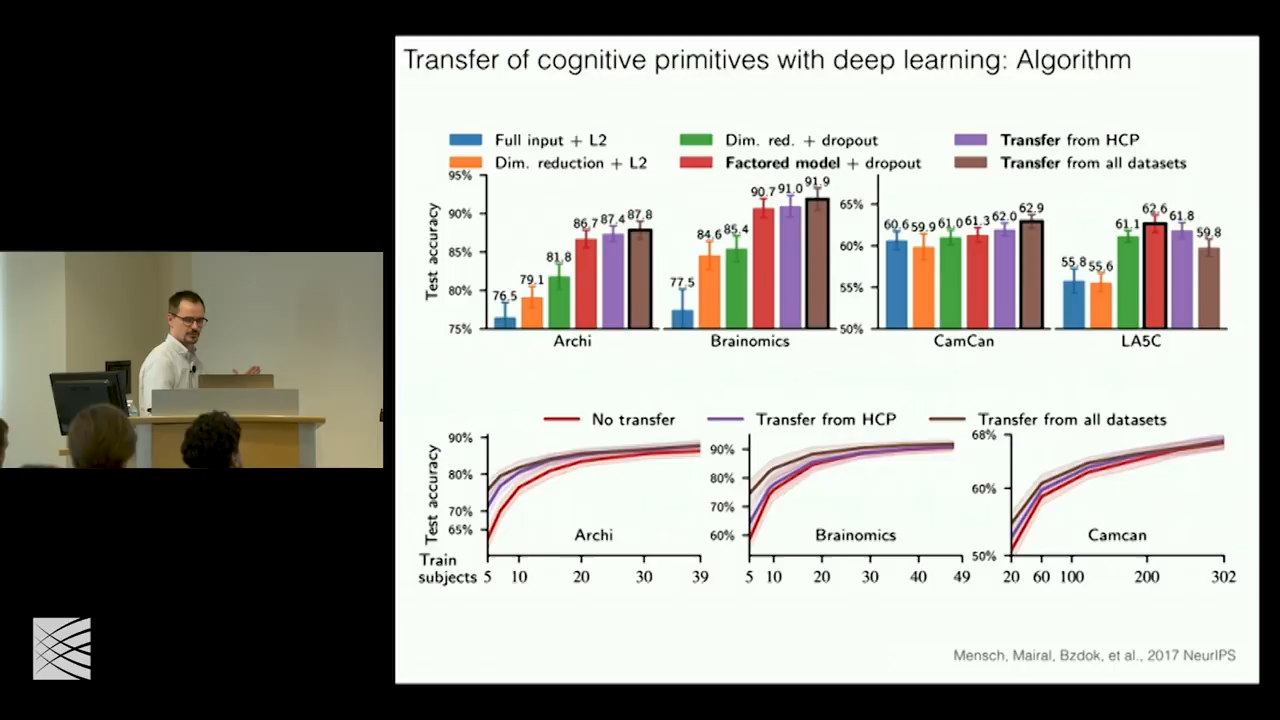 Transfer of cognitive primitives with deep learning: Algorithm
Full input + L2
Dim. red. + dropout
Transfer from HCP
Dim. reduction + L2
Factored model + dropout
Transfer from all datasets
Test accuracy
95%
90%
85%
80%
75%
76.5
79.1
81.8
86.7
87.4
87.8
Archi
77.5
84.6
85.4
90.7
91.0
91.9
Brainomics
65%
60%
55%
50%
60.6
59.9
61.0
61.3
62.0
62.9
CamCan
55.8
55.6
61.1
62.6
61.8
59.8
LA5C
No transfer
Transfer from HCP
Transfer from all datasets
Test accuracy
90%
80%
70%
65%
Archi
90%
80%
70%
60%
Brainomics
68%
60%
50%
Camcan
Train
subjects
5 10 20 30 39
5 10 20 30 40 49
20 60 100 200 302
Mensch, Mairal, Bzdok, et al., 2017 NeurIPS